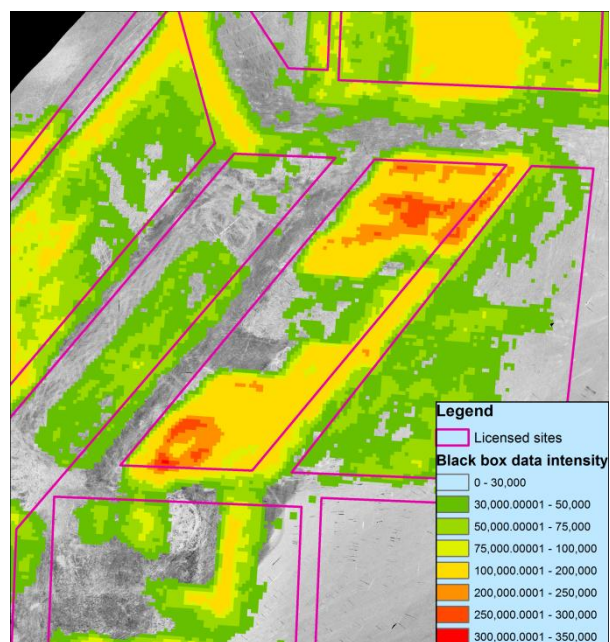 Legend
Licensed sites
Black box data intensity
0 - 30,000
30,000.00001 - 50,000
50,000.0001 - 75,000
75,000.0001 - 100,000
100,000.0001 - 200,000
200,000.0001 - 250,000
250,000.0001 - 300,000
300,000.0001 - 350,000